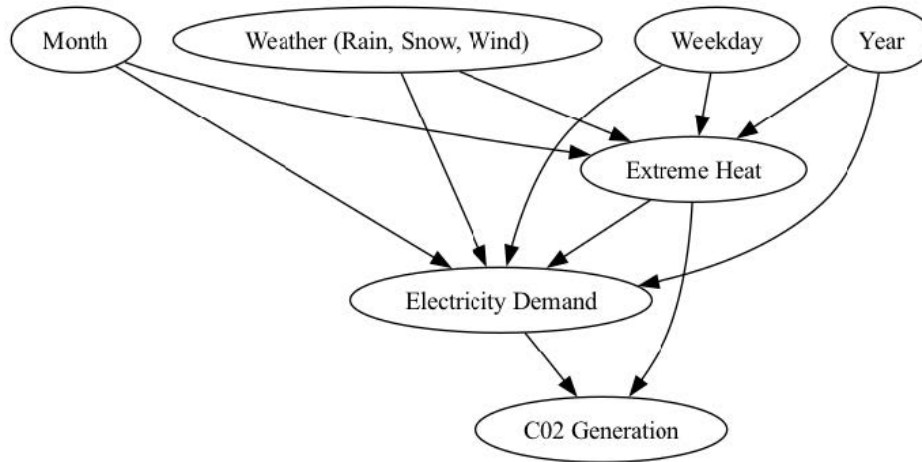 Month
Weather (Rain, Snow, Wind)
Weekday
Year
Extreme Heat
Electricity Demand
C02 Generation